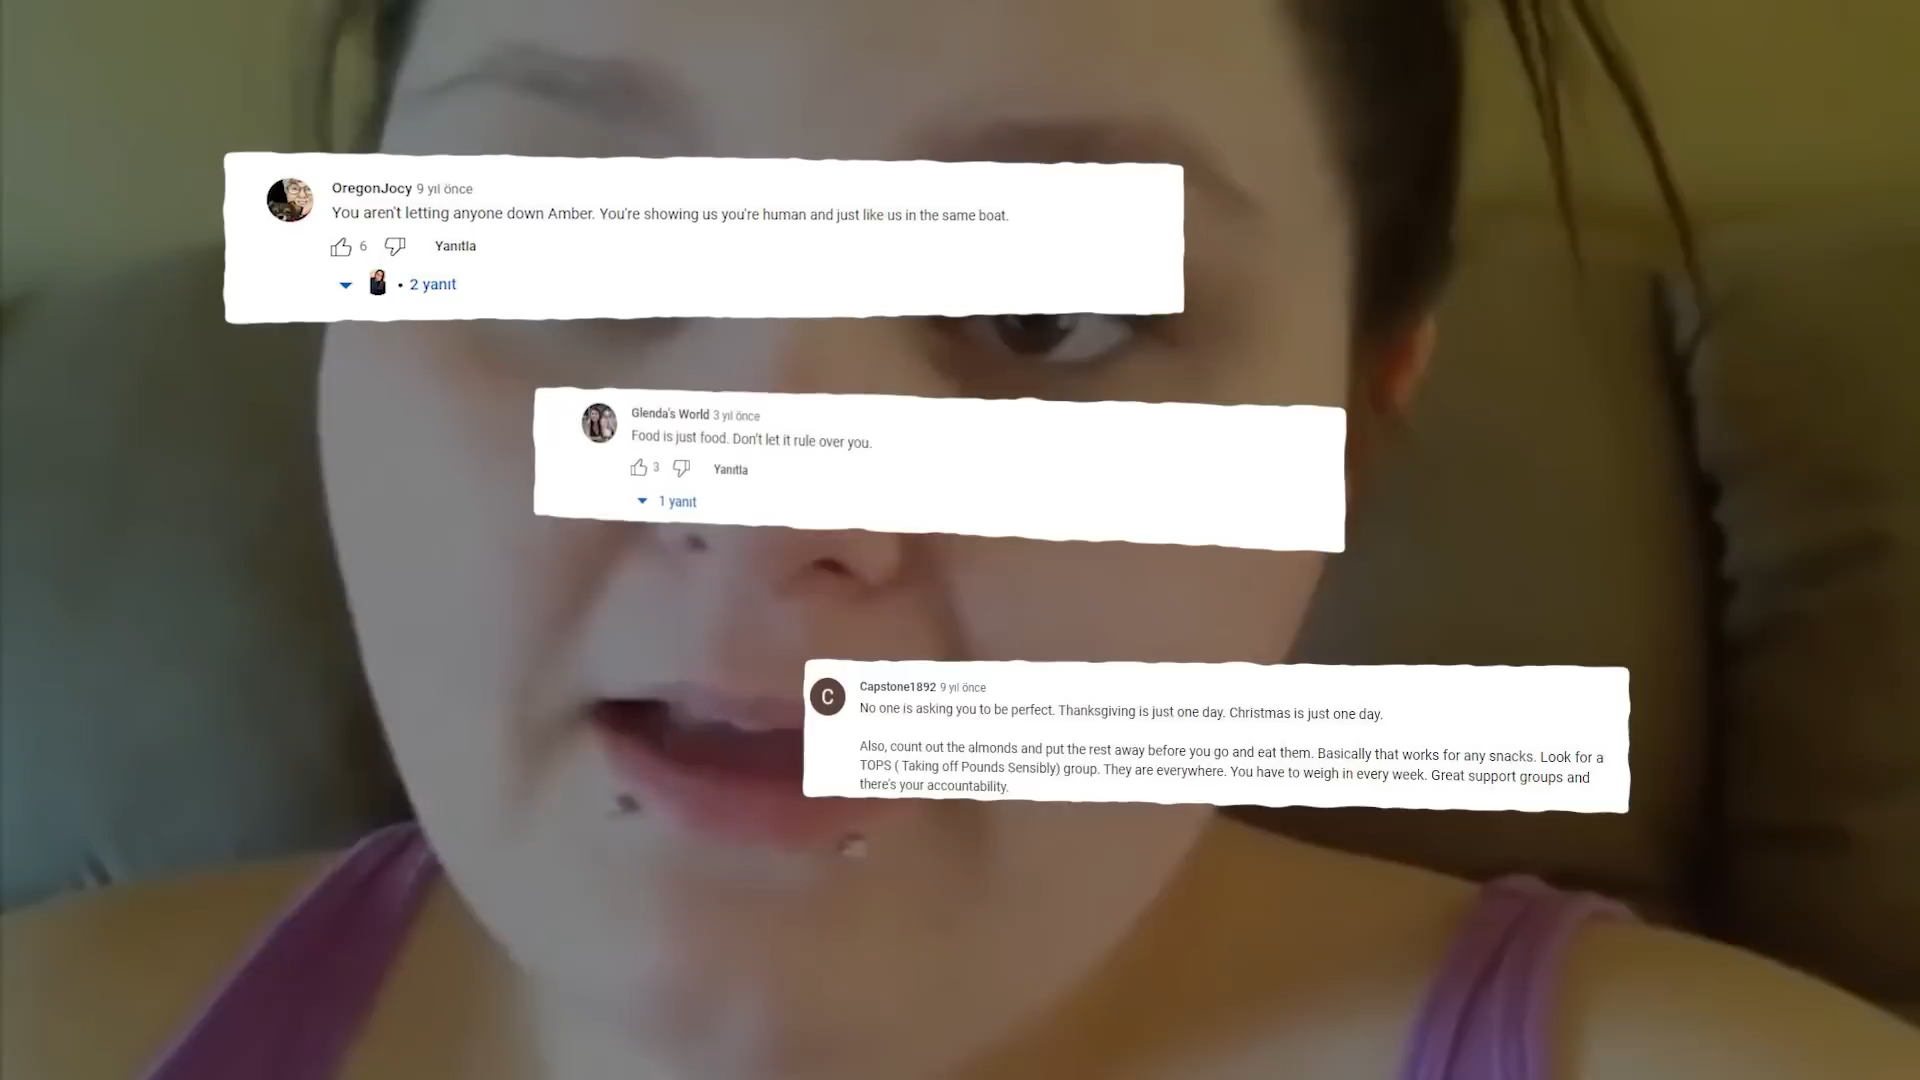 OregonJocy 9 yıl önce
You aren't letting anyone down Amber. You're showing us you're human and just like us in the same boat.
6 Yanıtla
• 2 yanıt
Glenda's World 3 yıl önce
Food is just food. Don't let it rule over you.
3 Yanıtla
1 yanıt
C
Capstone1892 9 yıl önce
No one is asking you to be perfect. Thanksgiving is just one day. Christmas is just one day.
Also, count out the almonds and put the rest away before you go and eat them. Basically that works for any snacks. Look for a
TOPS ( Taking off Pounds Sensibly) group. They are everywhere. You have to weigh in every week. Great support groups and
there's your accountability.